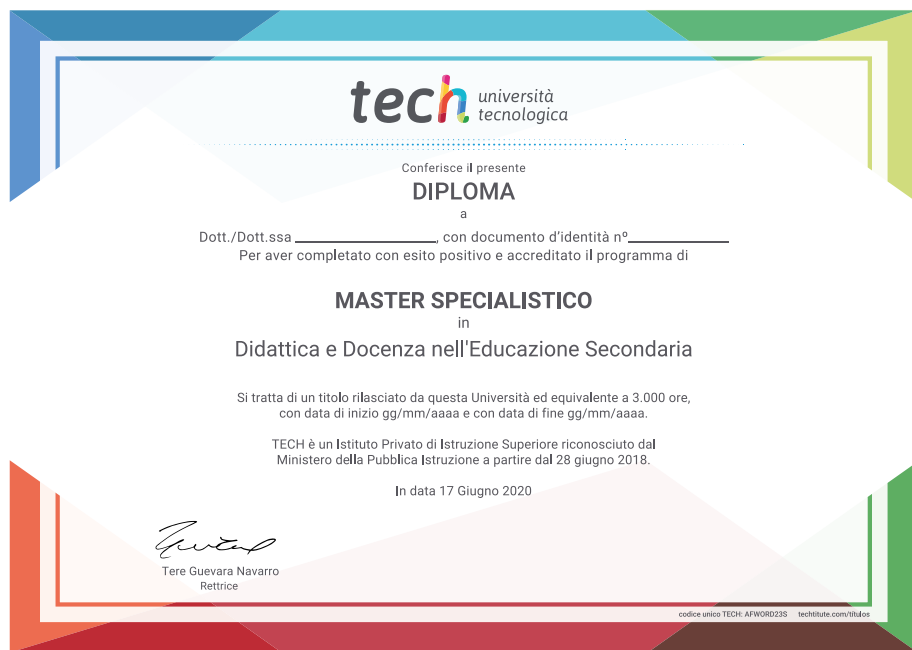 tech università
tecnologica
Conferisce il presente
DIPLOMA
a
Dott./Dott.ssa ____________________, con documento d'identità nº______________
Per aver completato con esito positivo e accreditato il programma di
MASTER SPECIALISTICO
in
Didattica e Docenza nell'Educazione Secondaria
Si tratta di un titolo rilasciato da questa Università ed equivalente a 3.000 ore,
con data di inizio gg/mm/aaaa e con data di fine gg/mm/aaaa.
TECH è un Istituto Privato di Istruzione Superiore riconosciuto dal
Ministero della Pubblica Istruzione a partire dal 28 giugno 2018.
In data 17 Giugno 2020
Tere Guevara Navarro
Rettrice
codice unico TECH: AFWORD23S techtitute.com/títulos